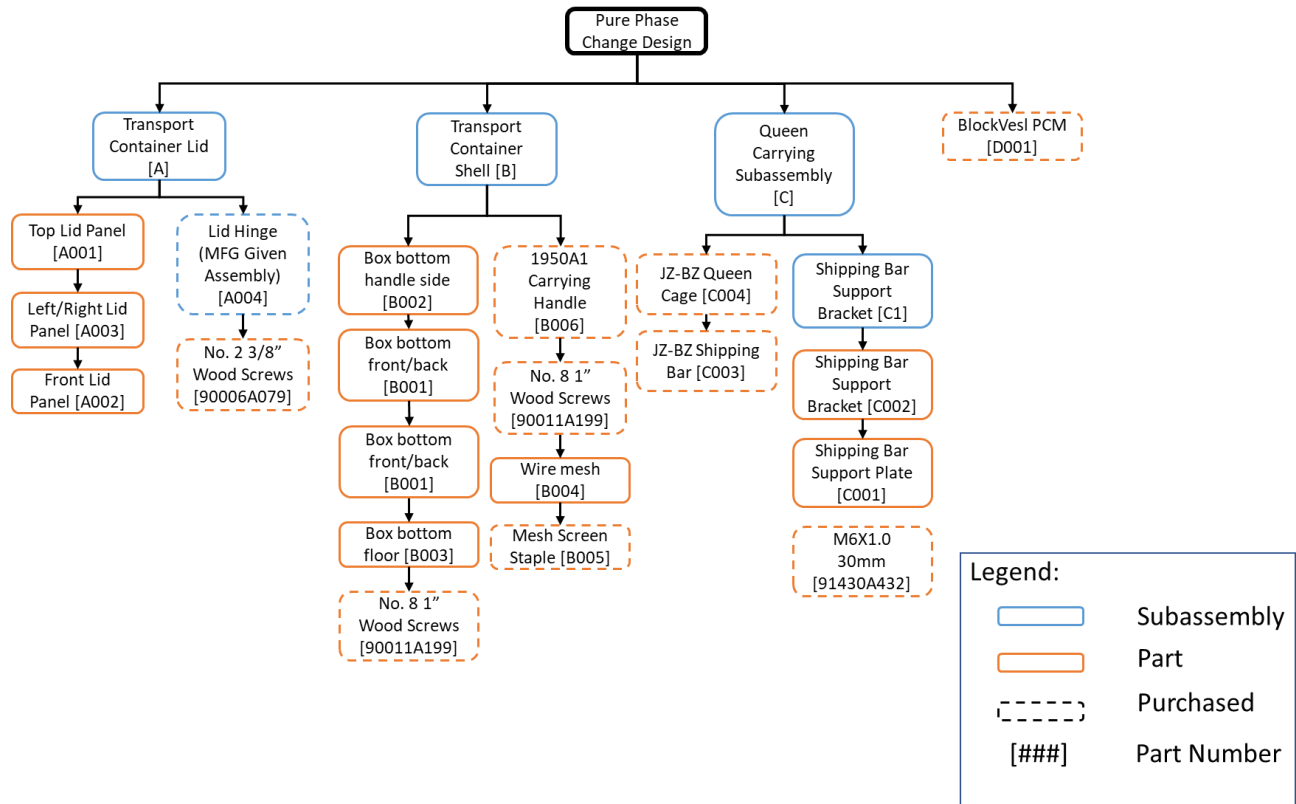 Pure Phase
Change Design
Transport
Container Lid
[A]
Transport
Container
Shell [B]
Queen
Carrying
Subassembly
[C]
BlockVesl PCM
[D001]
Top Lid Panel
[A001]
Left/Right Lid
Panel [A003]
Front Lid
Panel [A002]
Lid Hinge
(MFG Given
Assembly)
[A004]
No. 2 3/8”
Wood Screws
[90006A079]
Box bottom
handle side
[B002]
Box bottom
front/back
[B001]
Box bottom
front/back
[B001]
Box bottom
floor [B003]
No. 8 1”
Wood Screws
[90011A199]
1950A1
Carrying
Handle
[B006]
No. 8 1”
Wood Screws
[90011A199]
Wire mesh
[B004]
Mesh Screen
Staple [B005]
JZ-BZ Queen
Cage [C004]
JZ-BZ Shipping
Bar [C003]
Shipping Bar
Support
Bracket [C1]
Shipping Bar
Support
Bracket [C002]
Shipping Bar
Support Plate
[C001]
M6X1.0
30mm
[91430A432]
Legend:
Subassembly
Part
Purchased
[###] Part Number